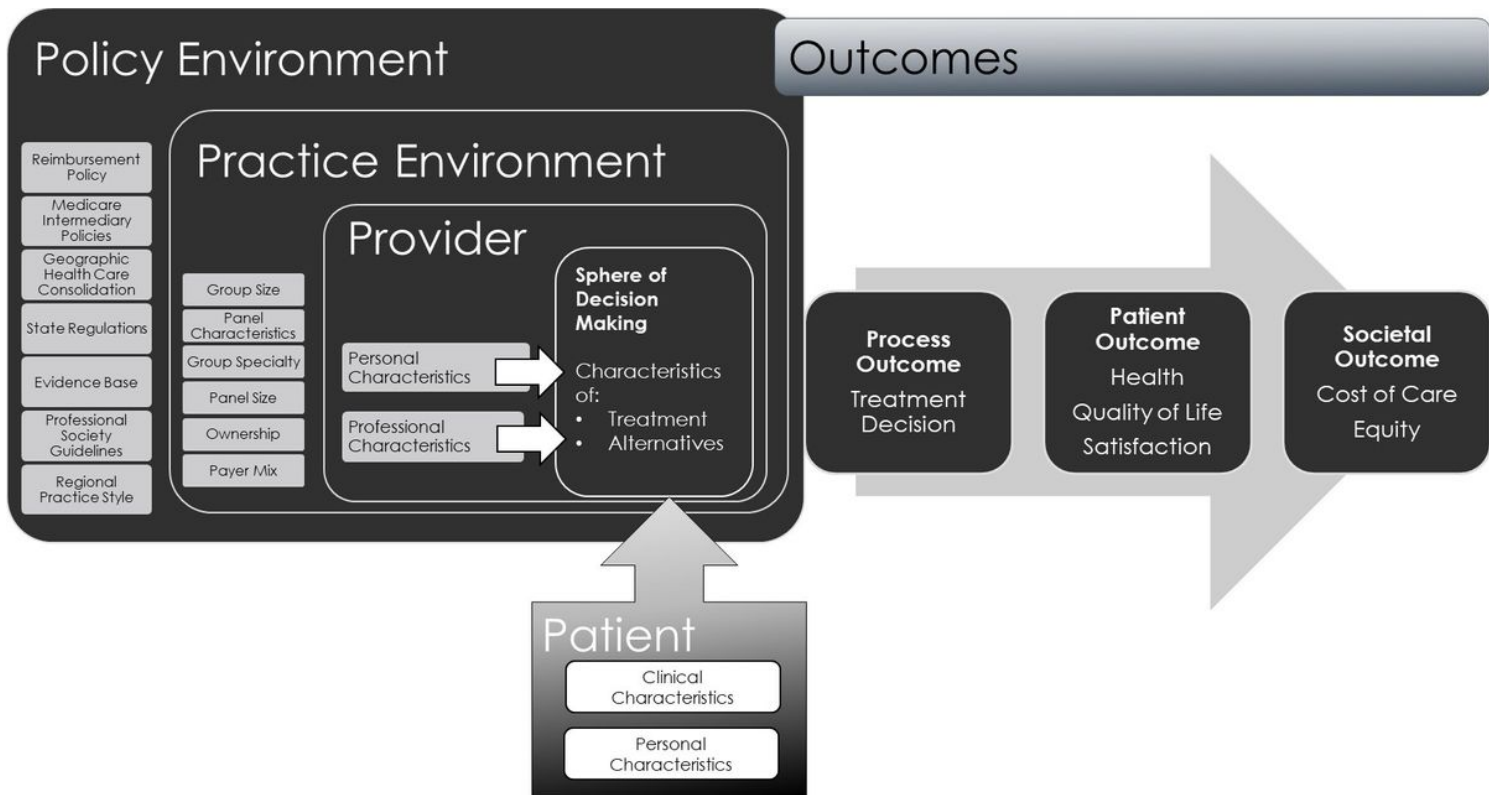 Policy Environment
Outcomes
Reimbursement
Policy
Medicare
Intermediary
Policies
Geographic
Health Care
Consolidation
State Regulations
Evidence Base
Professional
Society
Guidelines
Regional
Practice Style
Practice Environment
Group Size
Panel
Characteristics
Group Specialty
Panel Size
Ownership
Payer Mix
Provider
Personal
Characteristics
Professional
Characteristics
Sphere of
Decision
Making
Characteristics
of:
• Treatment
• Alternatives
Process
Outcome
Treatment
Decision
Patient
Outcome
Health
Quality of Life
Satisfaction
Societal
Outcome
Cost of Care
Equity
Patient
Clinical
Characteristics
Personal
Characteristics